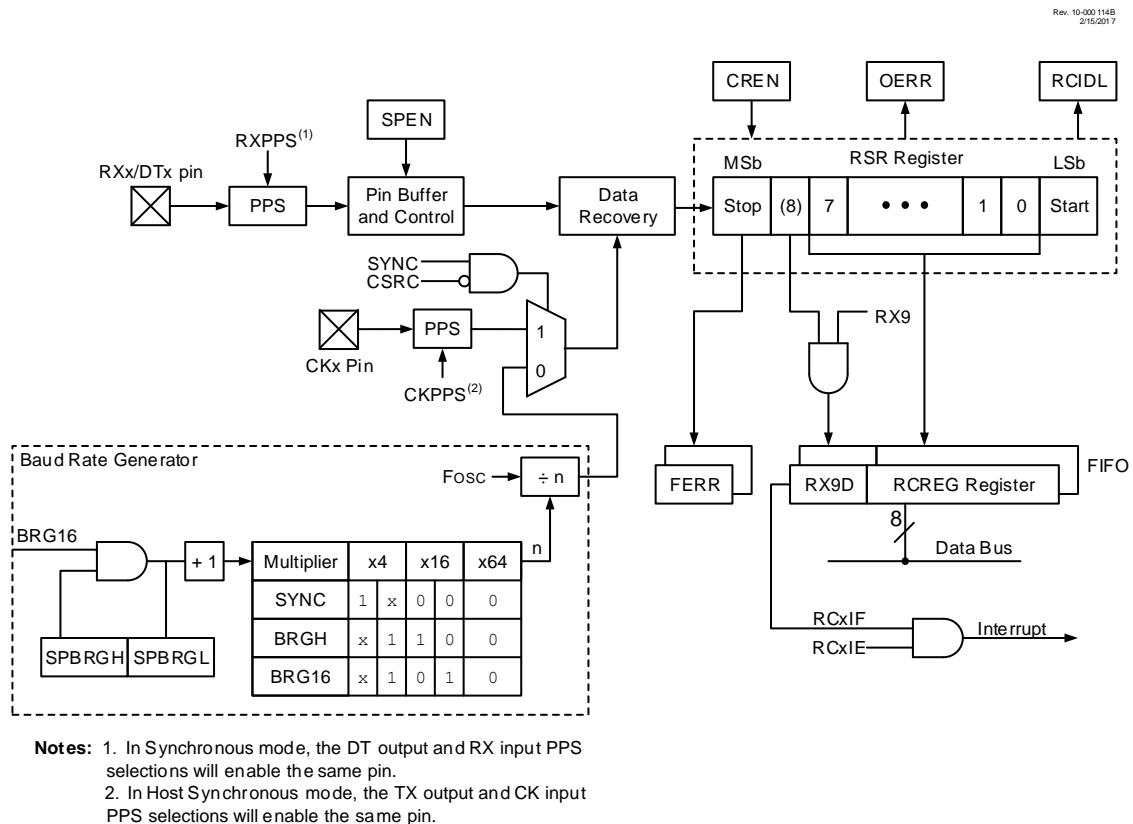 Rev. 10-000 114B
2/15/201 7
CREN
OERR
RCIDL
SPEN
RXPPS(1)
RXx/DTx pin
PPS
Pin Buffer
and Control
Data
Recovery
MSb
RSR Register
LSb
Stop (8) 7 • • • 1 0 Start
SYNC
CSRC
RX9
CKx Pin
PPS
CKPPS(2)
1
0
Baud Rate Generator
FOSC
÷ n
n
BRG16
+ 1
SPBRGH SPBRGL
Multiplier x4 x16 x64
SYNC 1 x 0 0 0
BRGH x 1 1 0 0
BRG16 x 1 0 1 0
FERR
RX9D
RCREG Register
FIFO
8
Data Bus
RCxIF
RCxIE
Interrupt
Notes: 1. In Synchronous mode, the DT output and RX input PPS
selections will enable the same pin.
2. In Host Synchronous mode, the TX output and CK input
PPS selections will enable the same pin.